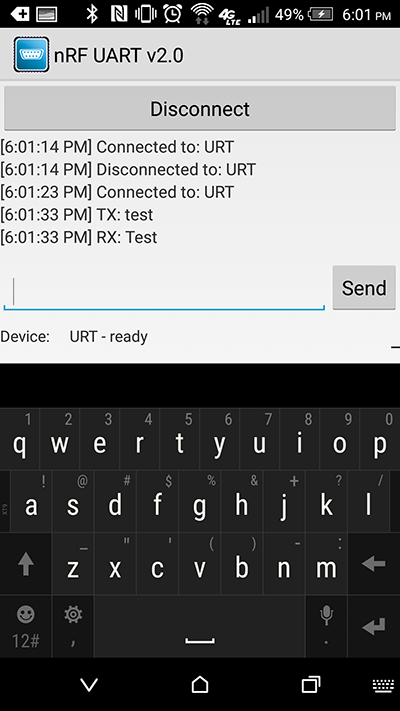 4G LTE 49% 6:01 PM
nRF UART v2.0
Disconnect
[6:01:14 PM] Connected to: URT
[6:01:14 PM] Disconnected to: URT
[6:01:23 PM] Connected to: URT
[6:01:33 PM] TX: test
[6:01:33 PM] RX: Test
Send
Device: URT - ready
1 2 3 4 5 6 7 8 9 0
q w e r t y u i o p
! @ # $ % & + ? /
a s d f g h j k l
XT9
_ " ' ( ) - :
z x c v b n m
12# , .